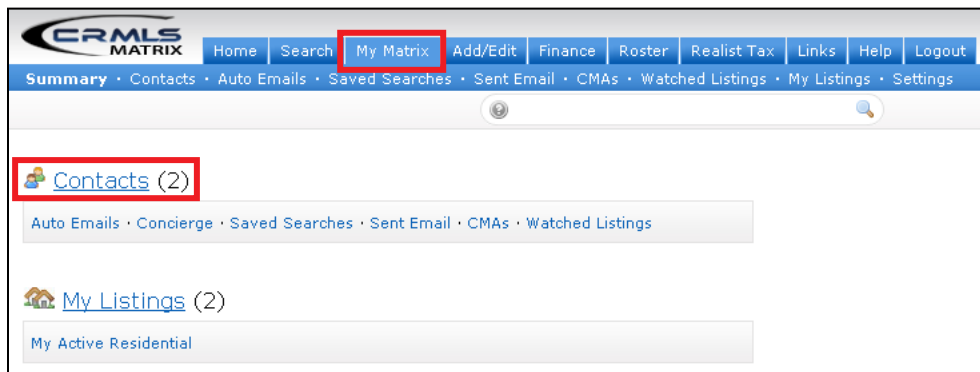 CRMLS
MATRIX
Home Search My Matrix Add/Edit Finance Roster Realist Tax Links Help Logout
Summary · Contacts · Auto Emails · Saved Searches · Sent Email · CMAs · Watched Listings · My Listings · Settings
Contacts (2)
Auto Emails · Concierge · Saved Searches · Sent Email · CMAs · Watched Listings
My Listings (2)
My Active Residential